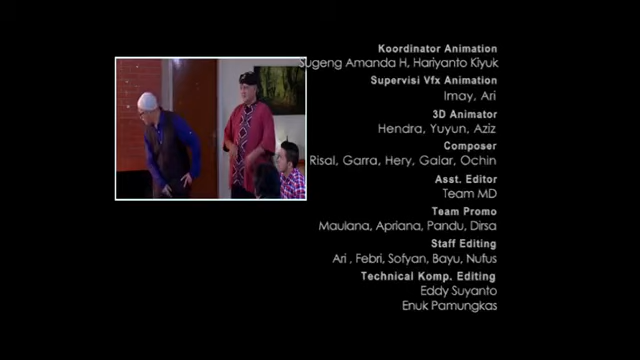 Koordinator Animation
Sugeng Amanda H, Hariyanto Kiyuk
Supervisi Vfx Animation
Imay, Ari
3D Animator
Hendra, Yuyun, Aziz
Composer
Risal, Garra, Hery, Galar, Ochin
Asst. Editor
Team MD
Team Promo
Maulana, Apriana, Pandu, Dirsa
Staff Editing
Ari , Febri, Sofyan, Bayu, Nufus
Technical Komp. Editing
Eddy Suyanto
Enuk Pamungkas